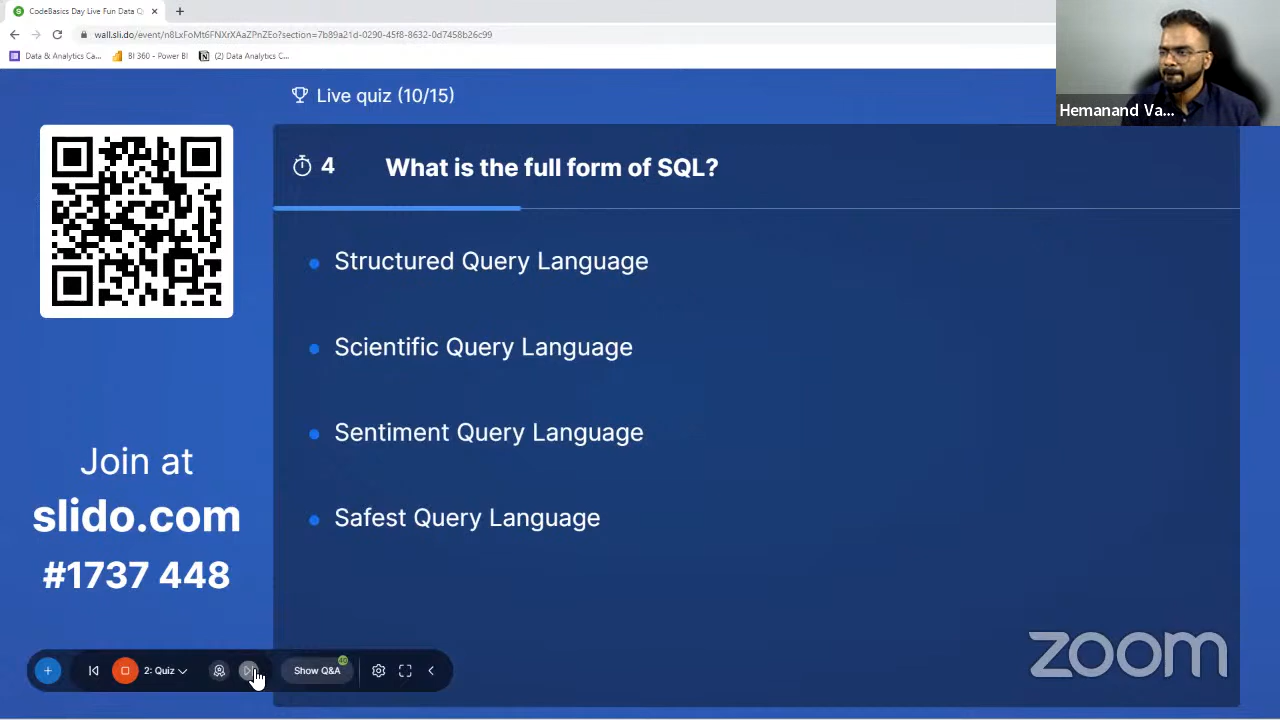 CodeBasics Day Live Fun Data Q
wall.sli.do/event/n8LxFoMt6FNXrXAaZPnZEo?section=7b89a21d-0290-45f8-8632-0d7458b26c99
Data & Analytics Ca...
BI 360 - Power BI
(2) Data Analytics C...
Hemanand Va...
Live quiz (10/15)
4
What is the full form of SQL?
Structured Query Language
Scientific Query Language
Sentiment Query Language
Safest Query Language
Join at
slido.com
#1737 448
2: Quiz
Show Q&A
zoom